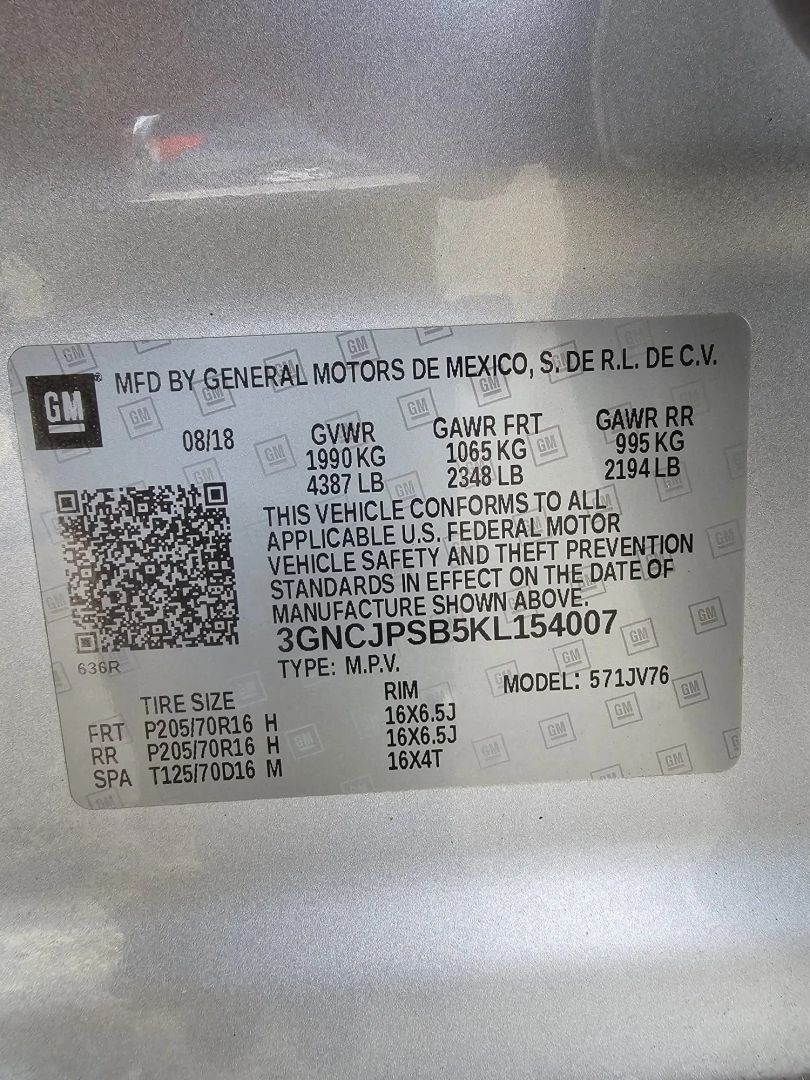 GM ® MFD BY GENERAL MOTORS DE MEXICO, S. DE R.L. DE C.V.
08/18 GVWR GAWR FRT GAWR RR
1990 KG 1065 KG 995 KG
4387 LB 2348 LB 2194 LB
THIS VEHICLE CONFORMS TO ALL
APPLICABLE U.S. FEDERAL MOTOR
VEHICLE SAFETY AND THEFT PREVENTION
STANDARDS IN EFFECT ON THE DATE OF
MANUFACTURE SHOWN ABOVE.
3GNCJPSB5KL154007
636R
TYPE: M.P.V. MODEL: 571JV76
TIRE SIZE RIM
FRT P205/70R16 H 16X6.5J
RR P205/70R16 H 16X6.5J
SPA T125/70D16 M 16X4T